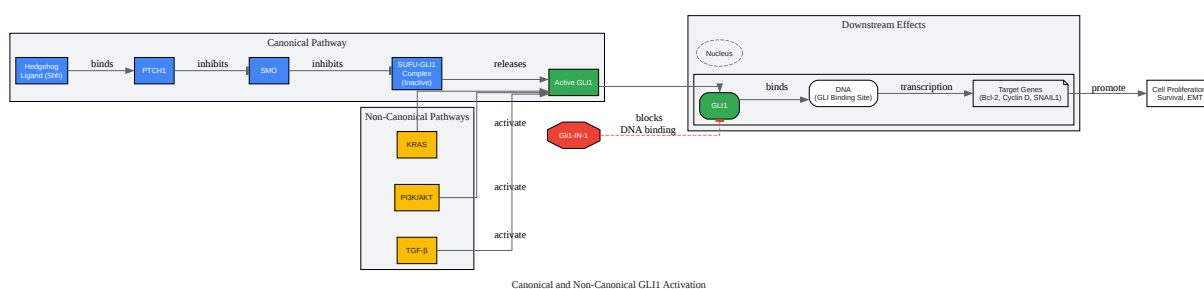 Canonical Pathway
Hedgehog
Ligand (Shh)
binds
PTCH1
inhibits
SMO
inhibits
SUFU-GLI1
Complex
(Inactive)
releases
Active GLI1
Non-Canonical Pathways
KRAS
activate
PI3K/AKT
activate
TGF-β
activate
Gli1-IN-1
blocks
DNA binding
Downstream Effects
Nucleus
GLI1
binds
DNA
(GLI Binding Site)
transcription
Target Genes
(Bcl-2, Cyclin D, SNAIL1)
promote
Cell Proliferation
Survival, EMT
Canonical and Non-Canonical GLI1 Activation